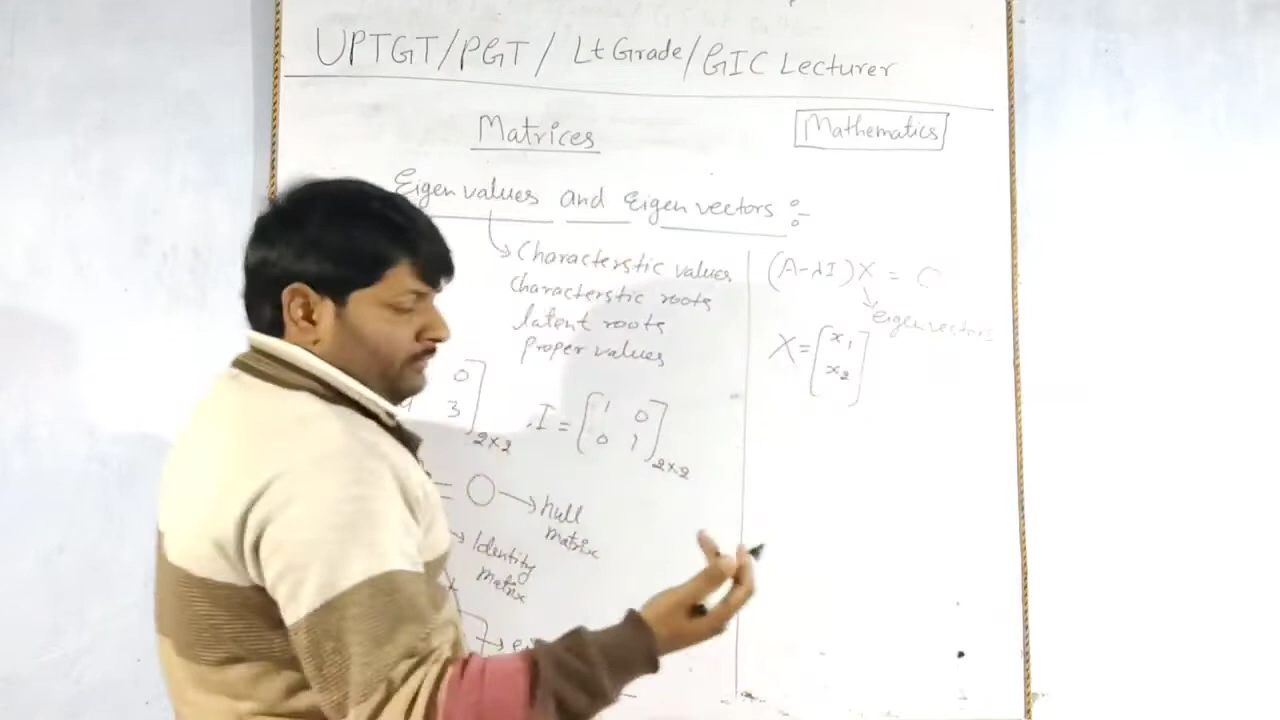 UPTGT/PGT/ Lt Grade/GIC Lecturer
Matrices
Mathematics
Eigen values and Eigen vectors :-
Characterstic values
characterstic roots
latent roots
proper values
0
3 ]2×2
I = [ 1 0
0 1 ]2×2
= O → null
matrix
→ Identity
matrix
(A-λI)X =
eigen vectors
X = [ x1
x2 ]